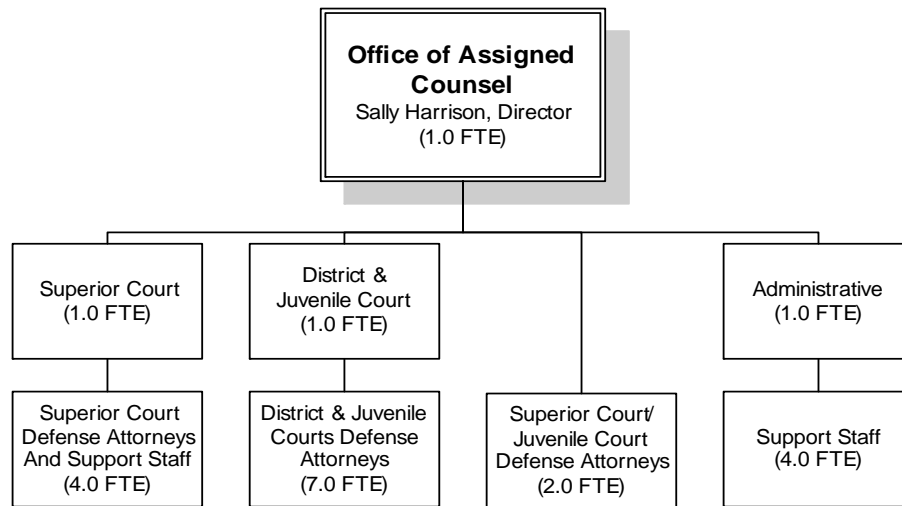 Office of Assigned
Counsel
Sally Harrison, Director
(1.0 FTE)
Superior Court
(1.0 FTE)
District &
Juvenile Court
(1.0 FTE)
Administrative
(1.0 FTE)
Superior Court
Defense Attorneys
And Support Staff
(4.0 FTE)
District & Juvenile
Courts Defense
Attorneys
(7.0 FTE)
Superior Court/
Juvenile Court
Defense Attorneys
(2.0 FTE)
Support Staff
(4.0 FTE)